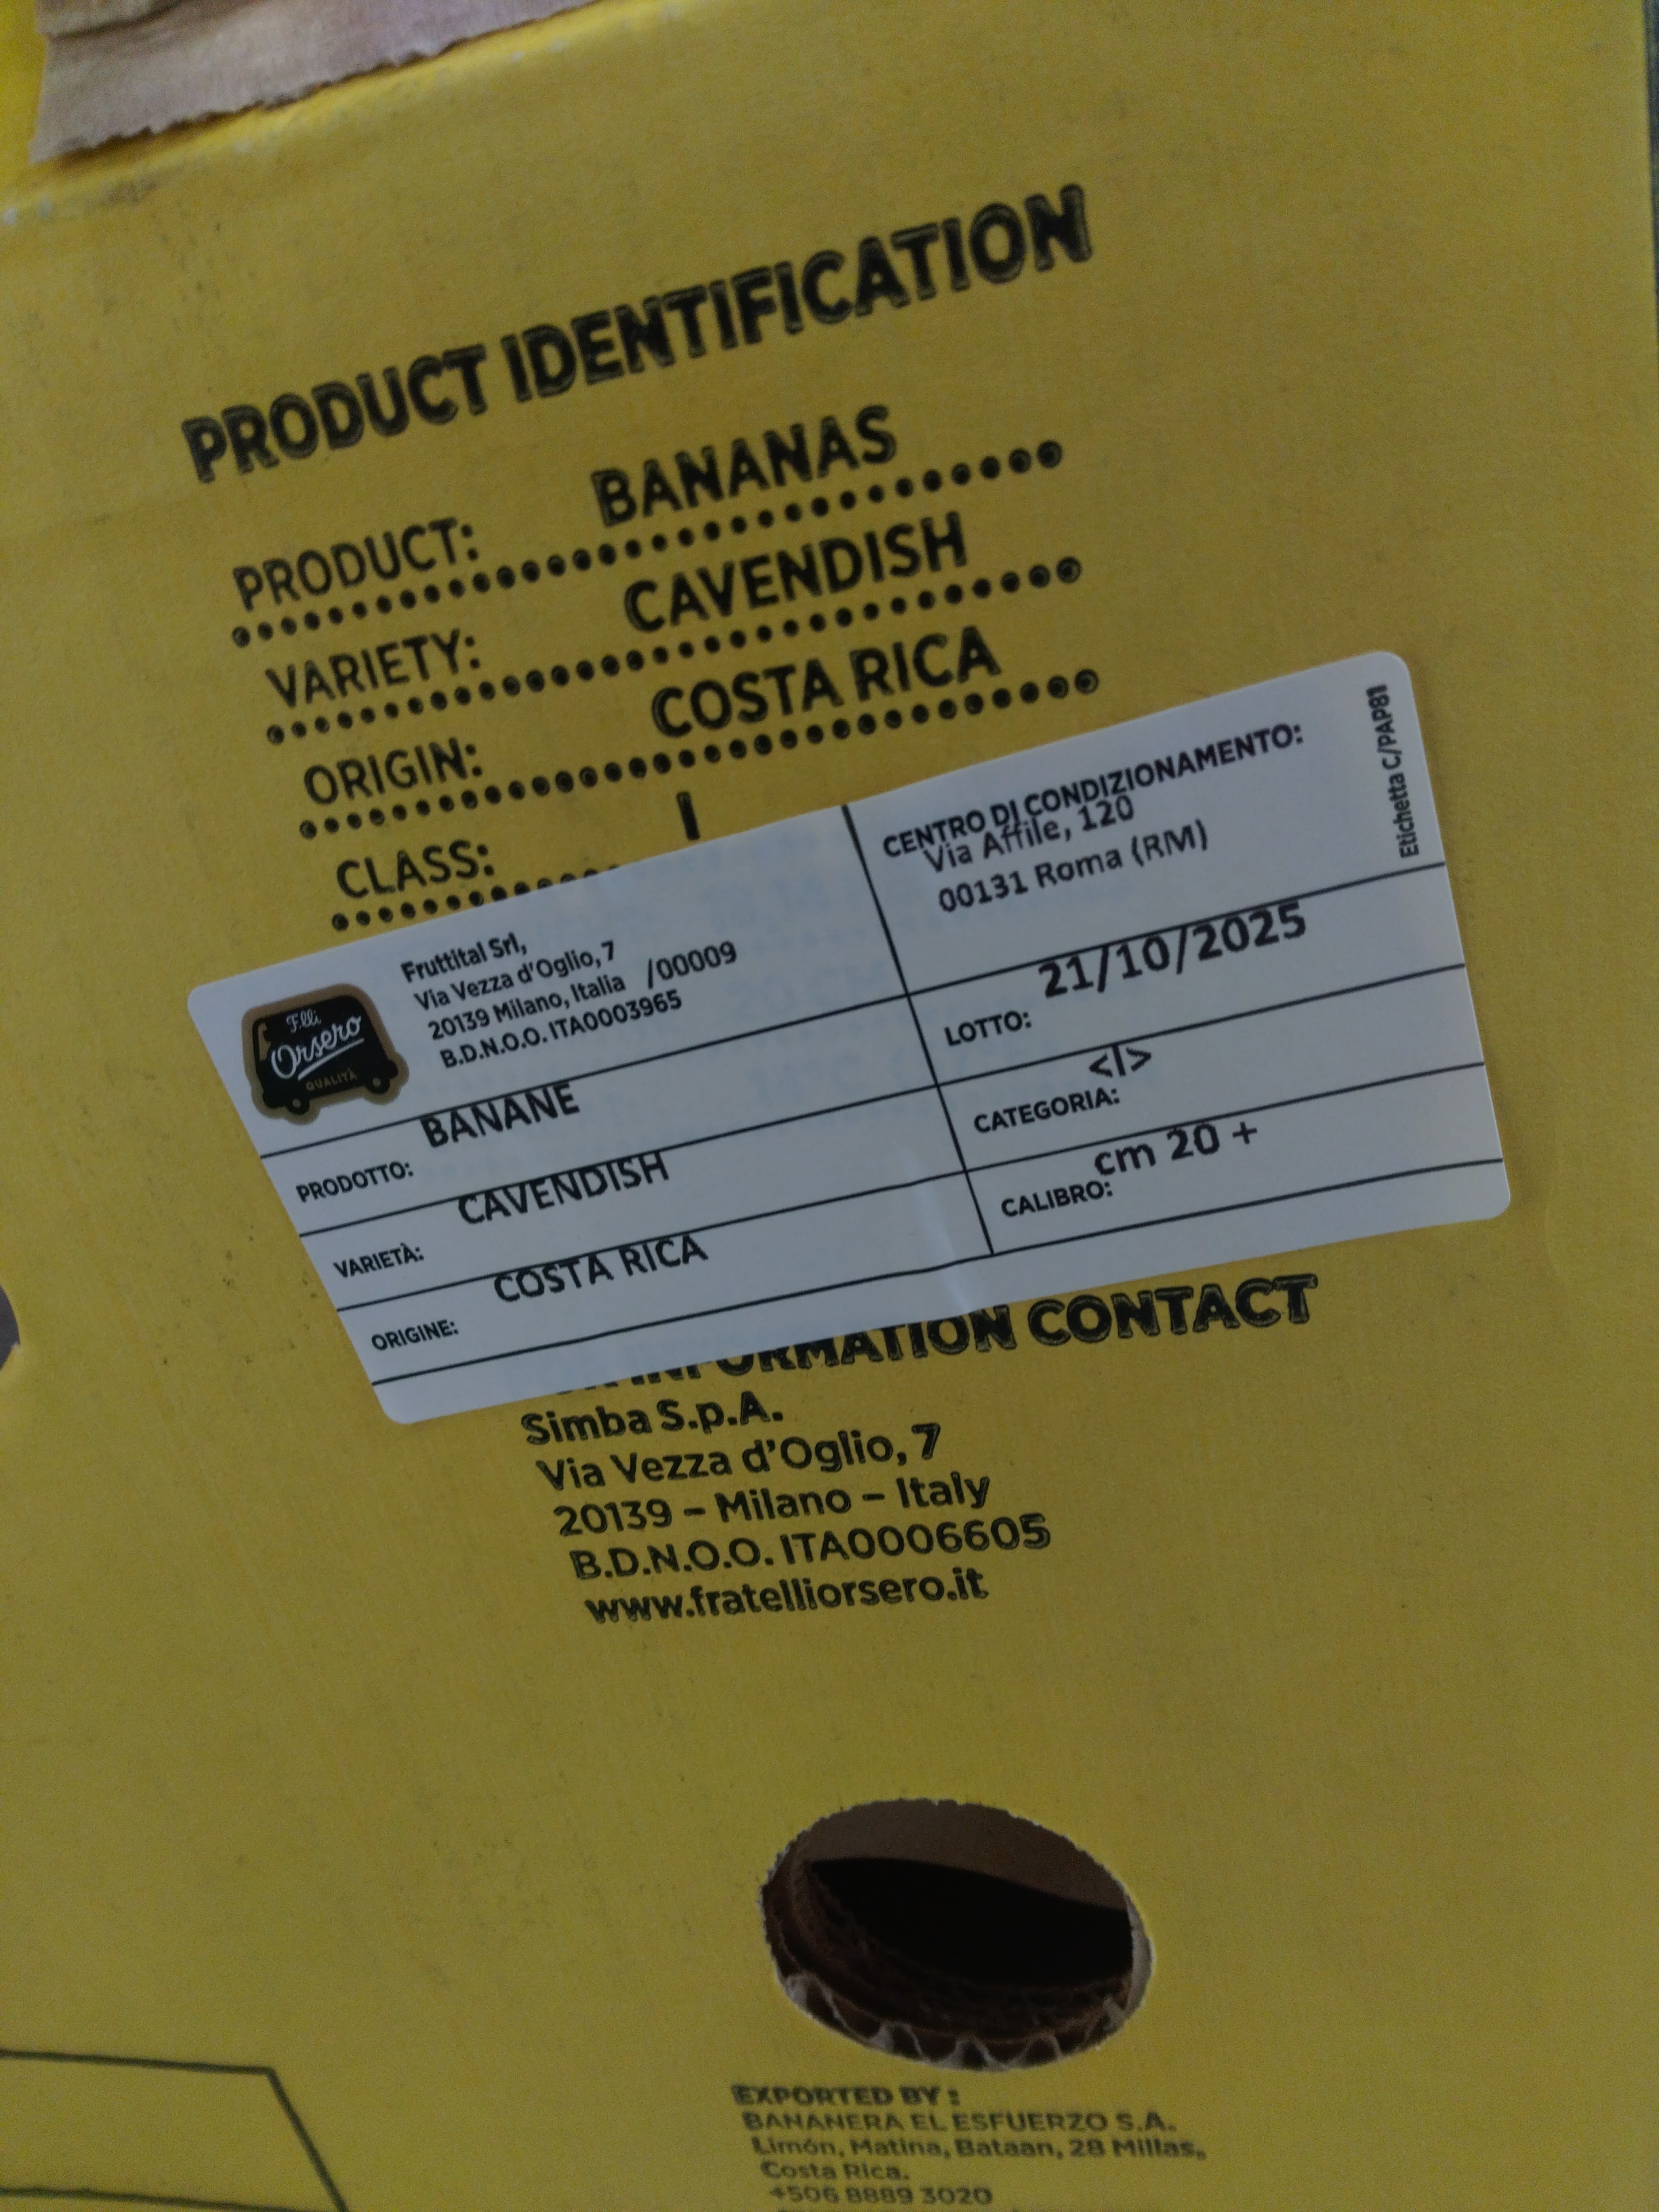 PRODUCT IDENTIFICATION
PRODUCT: BANANAS
VARIETY: CAVENDISH
ORIGIN: COSTA RICA
CLASS: I
F.lli
Orsero
QUALITÀ
Fruttital Srl,
Via Vezza d'Oglio, 7
20139 Milano, Italia /00009
B.D.N.O.O. ITA0003965
PRODOTTO: BANANE
VARIETÀ: CAVENDISH
ORIGINE: COSTA RICA
CENTRO DI CONDIZIONAMENTO:
Via Affile, 120
00131 Roma (RM)
LOTTO: 21/10/2025
CATEGORIA: <I>
CALIBRO: cm 20 +
Etichetta C/PAP81
INFORMATION CONTACT
Simba S.p.A.
Via Vezza d'Oglio, 7
20139 – Milano – Italy
B.D.N.O.O. ITA0006605
www.fratelliorsero.it
EXPORTED BY :
BANANERA EL ESFUERZO S.A.
Limón, Matina, Bataan, 28 Millas,
Costa Rica.
+506 8889 3020